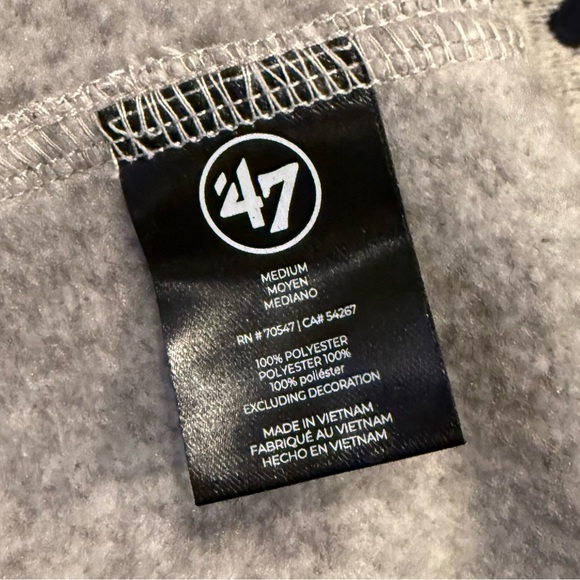 '47
MEDIUM
MOYEN
MEDIANO
RN # 70547 | CA# 54267
100% POLYESTER
POLYESTER 100%
100% poliéster
EXCLUDING DECORATION
MADE IN VIETNAM
FABRIQUÉ AU VIETNAM
HECHO EN VIETNAM